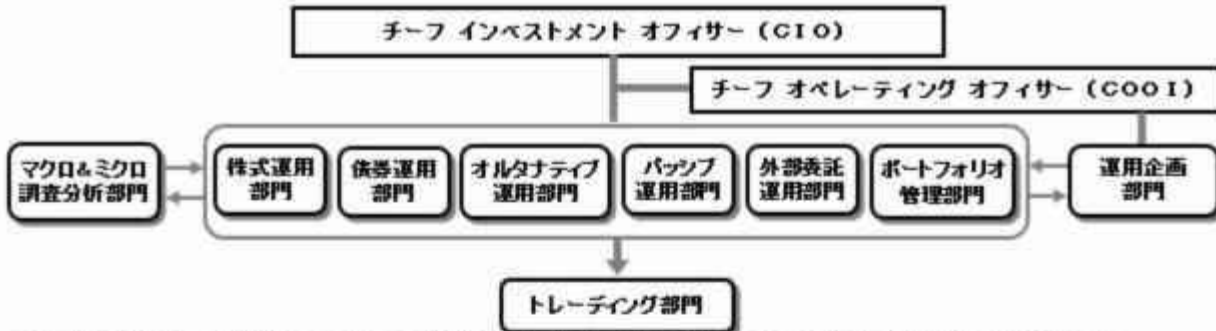 チーフ インベストメント オフィサー（CIO）
チーフ オペレーティング オフィサー（COOI）
マクロ&ミクロ
調査分析部門
株式運用
部門
債券運用
部門
オルタナティブ
運用部門
パッシブ
運用部門
外部委託
運用部門
ポートフォリオ
管理部門
運用企画
部門
トレーディング部門